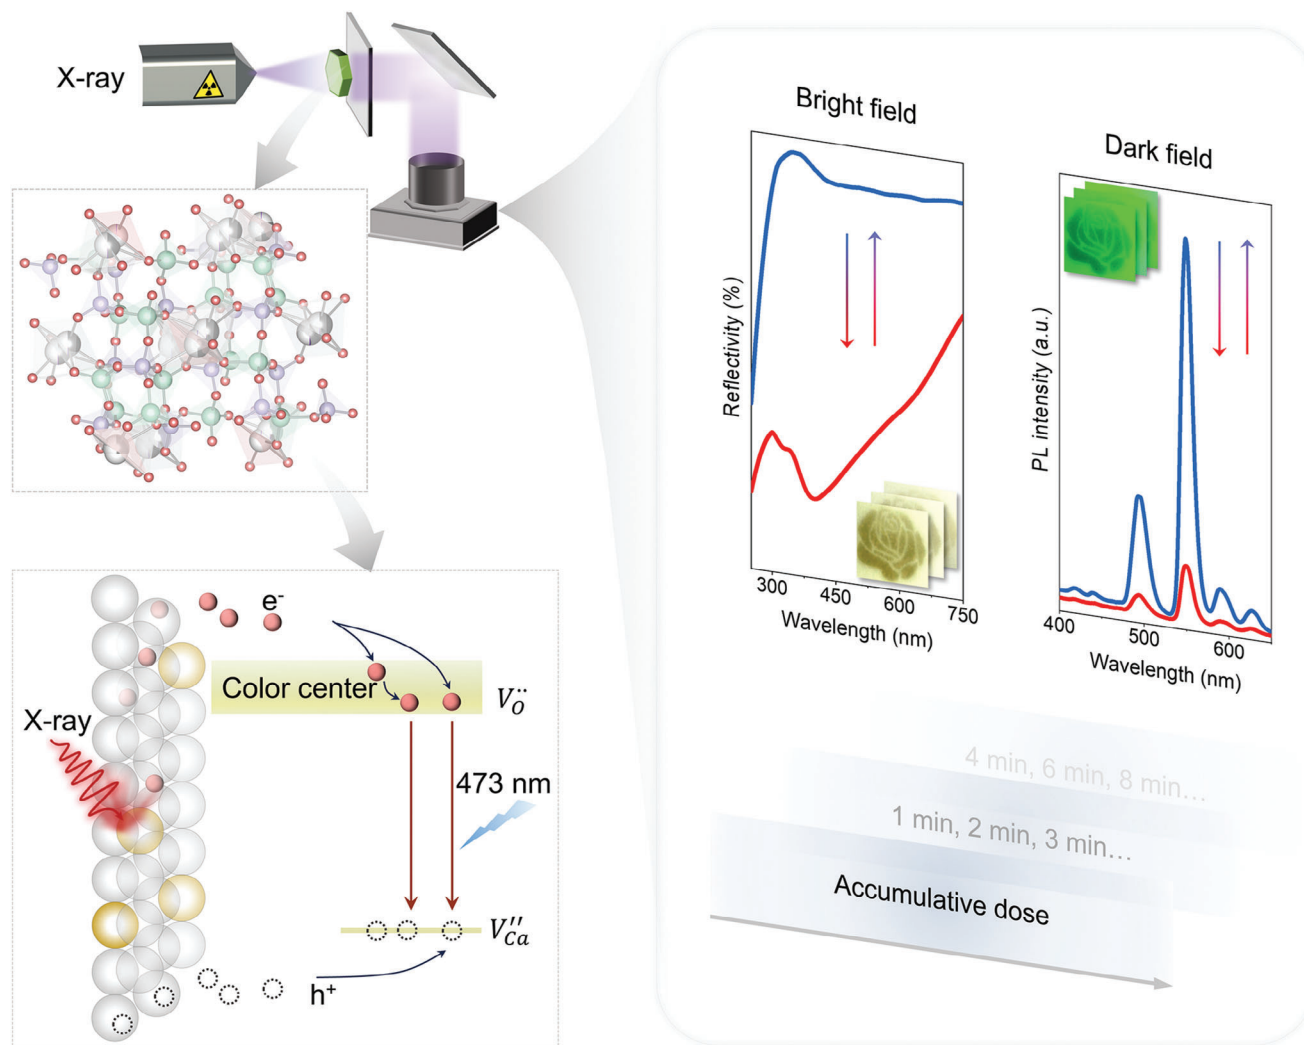 X-ray
Bright field
Reflectivity (%)
300
450
600
750
Wavelength (nm)
Dark field
PL intensity (a.u.)
400
500
600
Wavelength (nm)
e⁻
Color center
V_O^¨
X-ray
473 nm
V_{Ca}^{′′}
h⁺
4 min, 6 min, 8 min...
1 min, 2 min, 3 min...
Accumulative dose